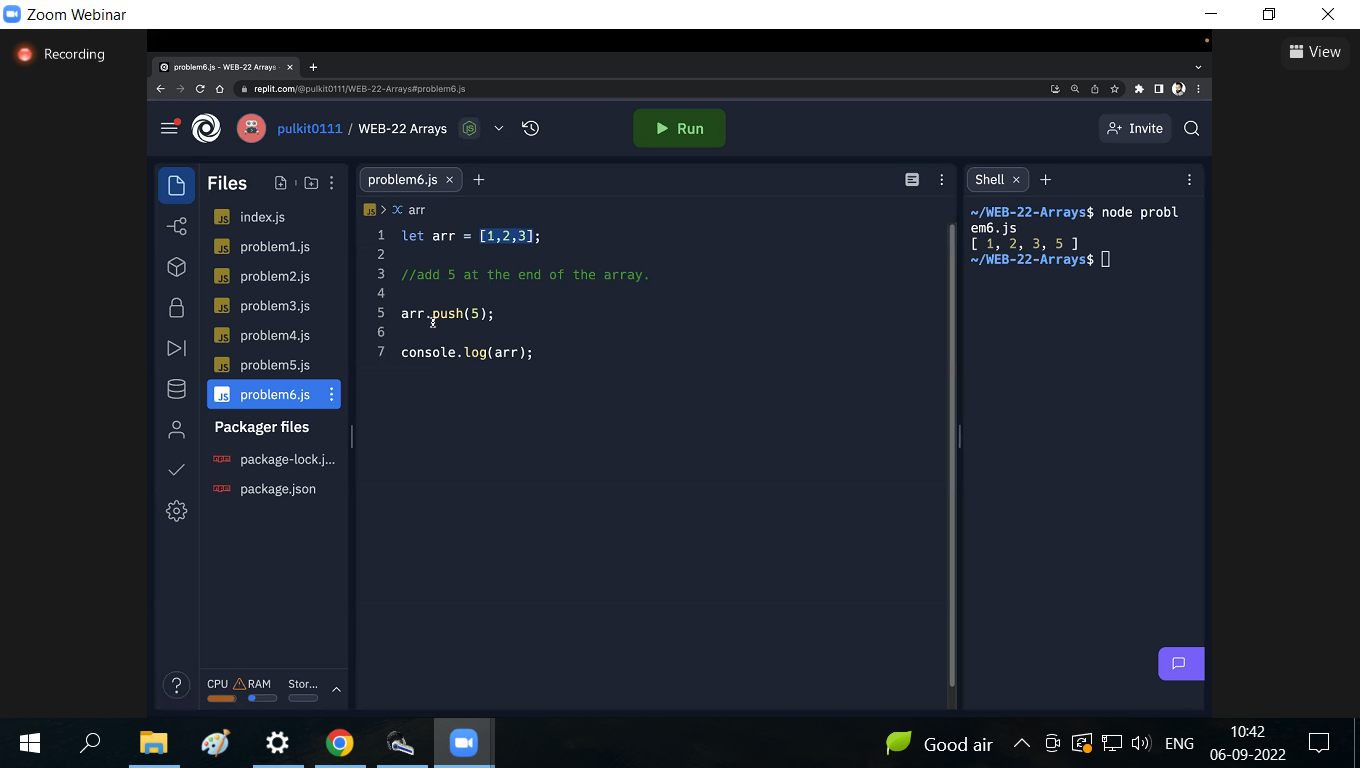 Zoom Webinar
Recording
View
problem6.js - WEB-22 Arrays
replit.com/@pulkit0111/WEB-22-Arrays#problem6.js
pulkit0111 / WEB-22 Arrays
Run
Invite
Files
index.js
problem1.js
problem2.js
problem3.js
problem4.js
problem5.js
problem6.js
Packager files
package-lock.j...
package.json
CPU RAM Stor...
problem6.js
JS > arr
1 let arr = [1,2,3];
2
3 //add 5 at the end of the array.
4
5 arr.push(5);
6
7 console.log(arr);
Shell
~/WEB-22-Arrays$ node probl
em6.js
[ 1, 2, 3, 5 ]
~/WEB-22-Arrays$
Good air
ENG
10:42
06-09-2022